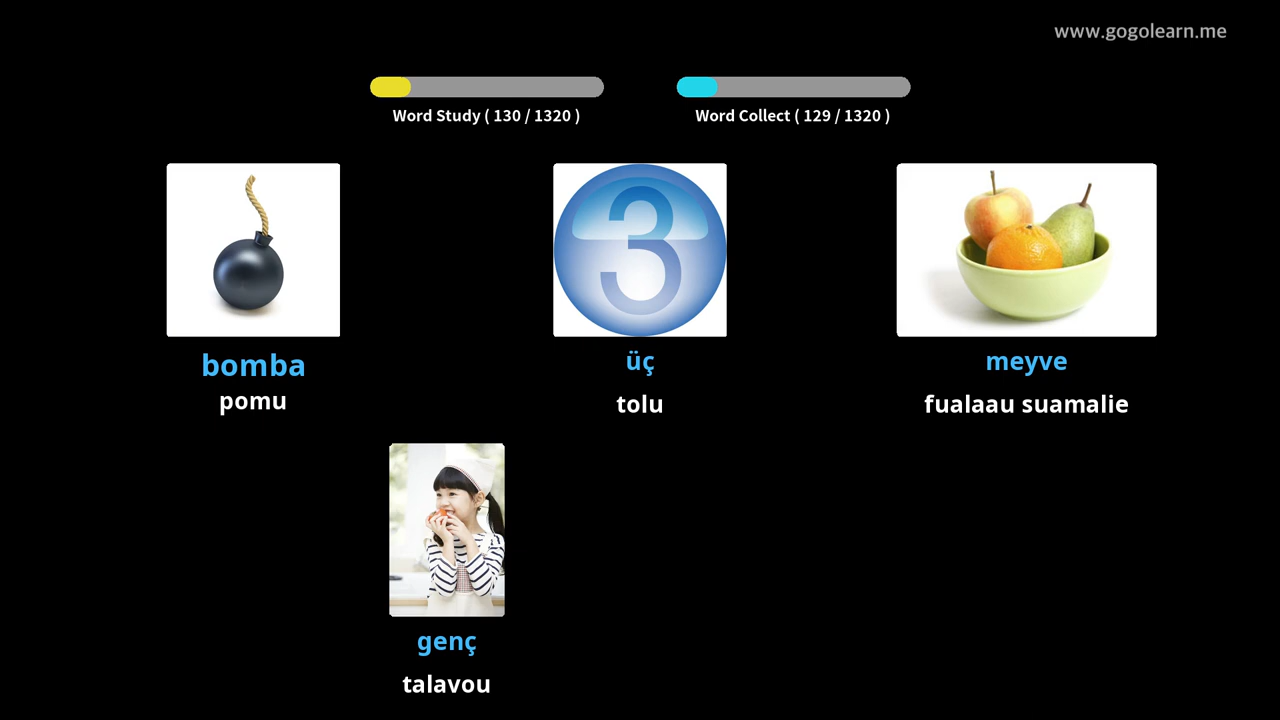 www.gogolearn.me
Word Study ( 130 / 1320 )
Word Collect ( 129 / 1320 )
3
bomba
pomu
üç
tolu
meyve
fualaau suamalie
genç
talavou